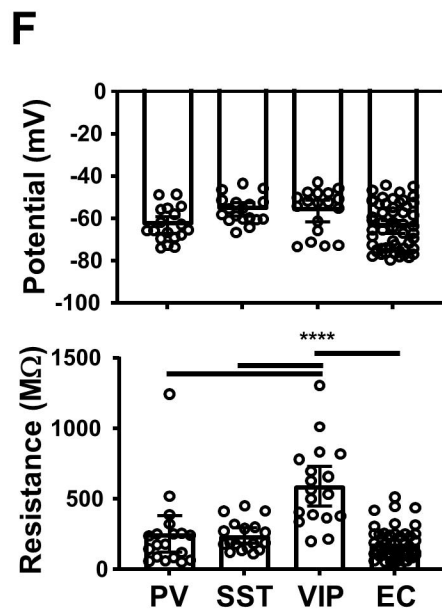 F
Potential (mV)
0
-20
-40
-60
-80
-100
****
Resistance (MΩ)
1500
1000
500
0
PV SST VIP EC